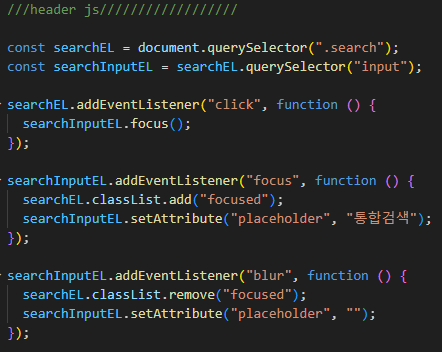 ///header js//////////////////
const searchEL = document.querySelector(".search");
const searchInputEL = searchEL.querySelector("input");
searchEL.addEventListener("click", function () {
searchInputEL.focus();
});
searchInputEL.addEventListener("focus", function () {
searchEL.classList.add("focused");
searchInputEL.setAttribute("placeholder", "통합검색");
});
searchInputEL.addEventListener("blur", function () {
searchEL.classList.remove("focused");
searchInputEL.setAttribute("placeholder", "");
});